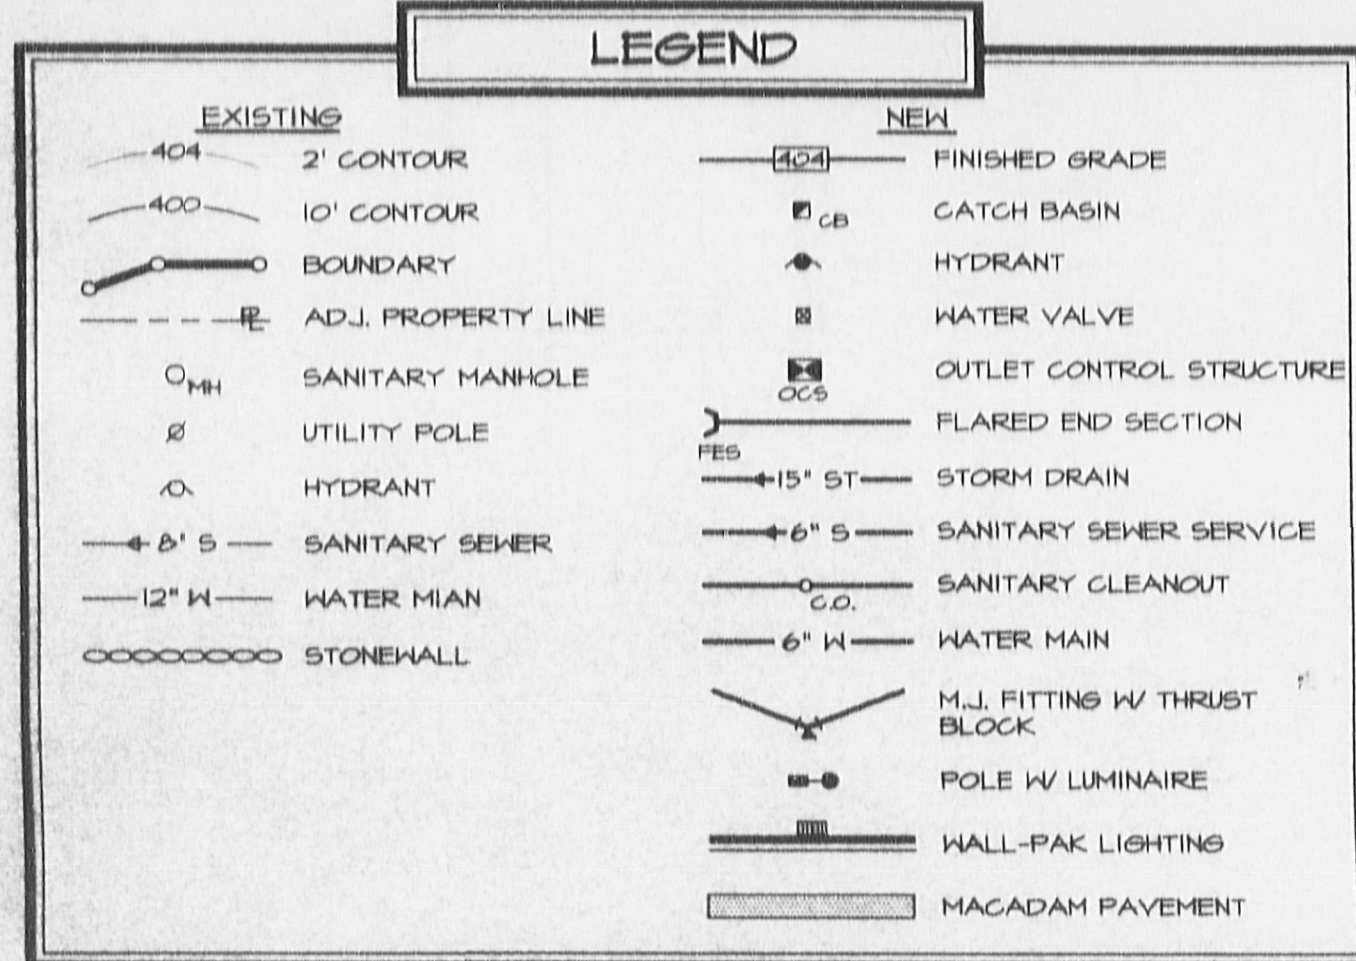 LEGEND
EXISTING
404 2' CONTOUR
400 10' CONTOUR
BOUNDARY
PL ADJ. PROPERTY LINE
MH SANITARY MANHOLE
UTILITY POLE
HYDRANT
8' S SANITARY SEWER
12" W WATER MIAN
STONEWALL
NEW
404 FINISHED GRADE
CB CATCH BASIN
HYDRANT
WATER VALVE
OUTLET CONTROL STRUCTURE
OCS
FLARED END SECTION
FES
15" ST STORM DRAIN
6" S SANITARY SEWER SERVICE
SANITARY CLEANOUT
C.O.
6" W WATER MAIN
M.J. FITTING W/ THRUST
BLOCK
POLE W/ LUMINAIRE
WALL-PAK LIGHTING
MACADAM PAVEMENT